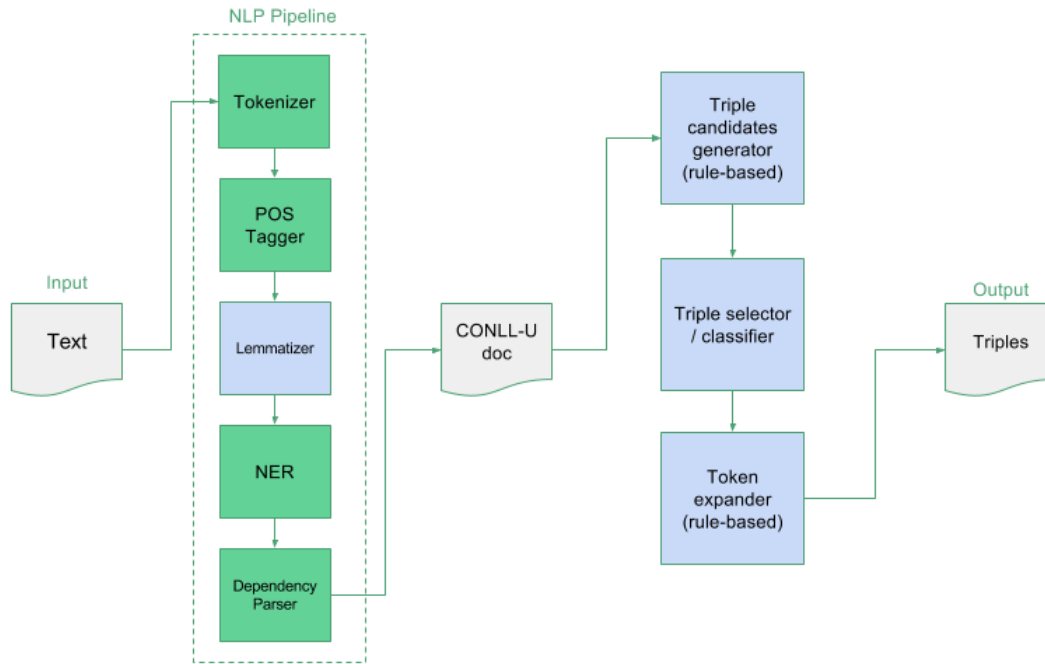 NLP Pipeline
Tokenizer
POS
Tagger
Lemmatizer
NER
Dependency
Parser
Input
Text
CONLL-U
doc
Triple
candidates
generator
(rule-based)
Triple selector
/ classifier
Token
expander
(rule-based)
Output
Triples